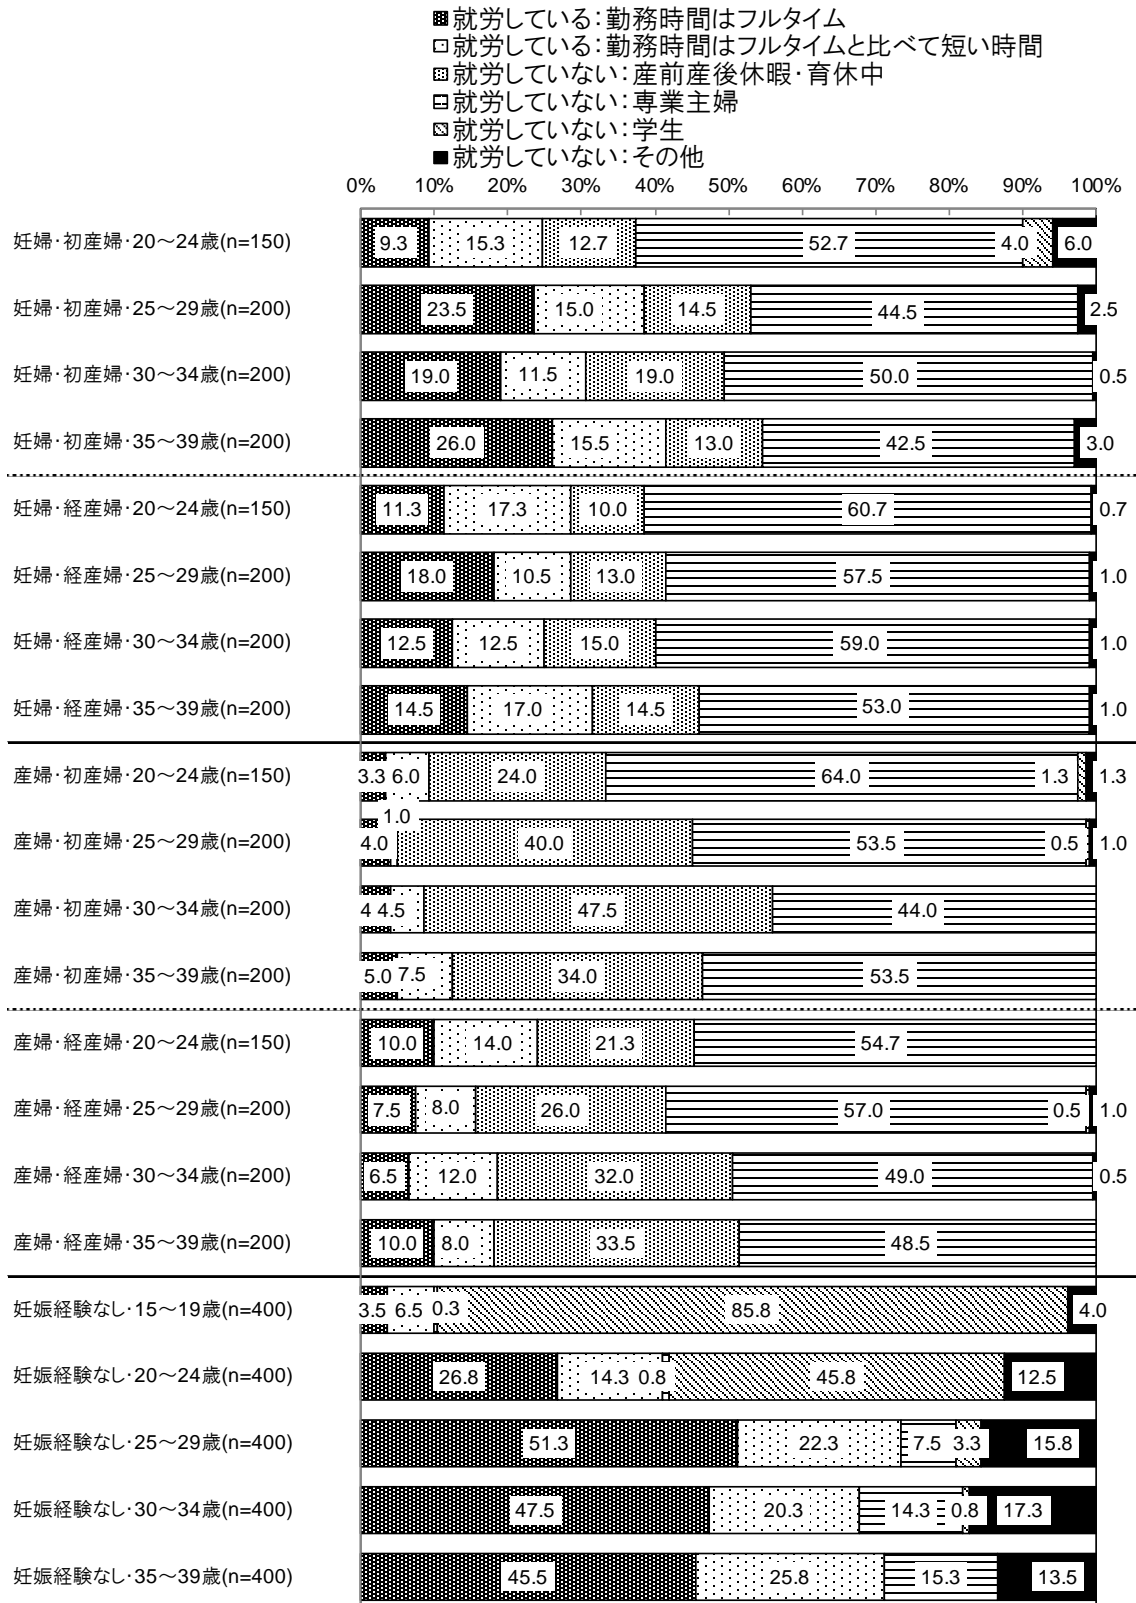 就労している：勤務時間はフルタイム
就労している：勤務時間はフルタイムと比べて短い時間
就労していない：産前産後休暇・育休中
就労していない：専業主婦
就労していない：学生
就労していない：その他
0% 10% 20% 30% 40% 50% 60% 70% 80% 90% 100%
妊婦・初産婦・20～24歳(n=150) 9.3 15.3 12.7 52.7 4.0 6.0
妊婦・初産婦・25～29歳(n=200) 23.5 15.0 14.5 44.5 2.5
妊婦・初産婦・30～34歳(n=200) 19.0 11.5 19.0 50.0 0.5
妊婦・初産婦・35～39歳(n=200) 26.0 15.5 13.0 42.5 3.0
妊婦・経産婦・20～24歳(n=150) 11.3 17.3 10.0 60.7 0.7
妊婦・経産婦・25～29歳(n=200) 18.0 10.5 13.0 57.5 1.0
妊婦・経産婦・30～34歳(n=200) 12.5 12.5 15.0 59.0 1.0
妊婦・経産婦・35～39歳(n=200) 14.5 17.0 14.5 53.0 1.0
産婦・初産婦・20～24歳(n=150) 3.3 6.0 24.0 64.0 1.3 1.3
産婦・初産婦・25～29歳(n=200) 4.0 1.0 40.0 53.5 0.5 1.0
産婦・初産婦・30～34歳(n=200) 4 4.5 47.5 44.0
産婦・初産婦・35～39歳(n=200) 5.0 7.5 34.0 53.5
産婦・経産婦・20～24歳(n=150) 10.0 14.0 21.3 54.7
産婦・経産婦・25～29歳(n=200) 7.5 8.0 26.0 57.0 0.5 1.0
産婦・経産婦・30～34歳(n=200) 6.5 12.0 32.0 49.0 0.5
産婦・経産婦・35～39歳(n=200) 10.0 8.0 33.5 48.5
妊娠経験なし・15～19歳(n=400) 3.5 6.5 0.3 85.8 4.0
妊娠経験なし・20～24歳(n=400) 26.8 14.3 0.8 45.8 12.5
妊娠経験なし・25～29歳(n=400) 51.3 22.3 7.5 3.3 15.8
妊娠経験なし・30～34歳(n=400) 47.5 20.3 14.3 0.8 17.3
妊娠経験なし・35～39歳(n=400) 45.5 25.8 15.3 13.5